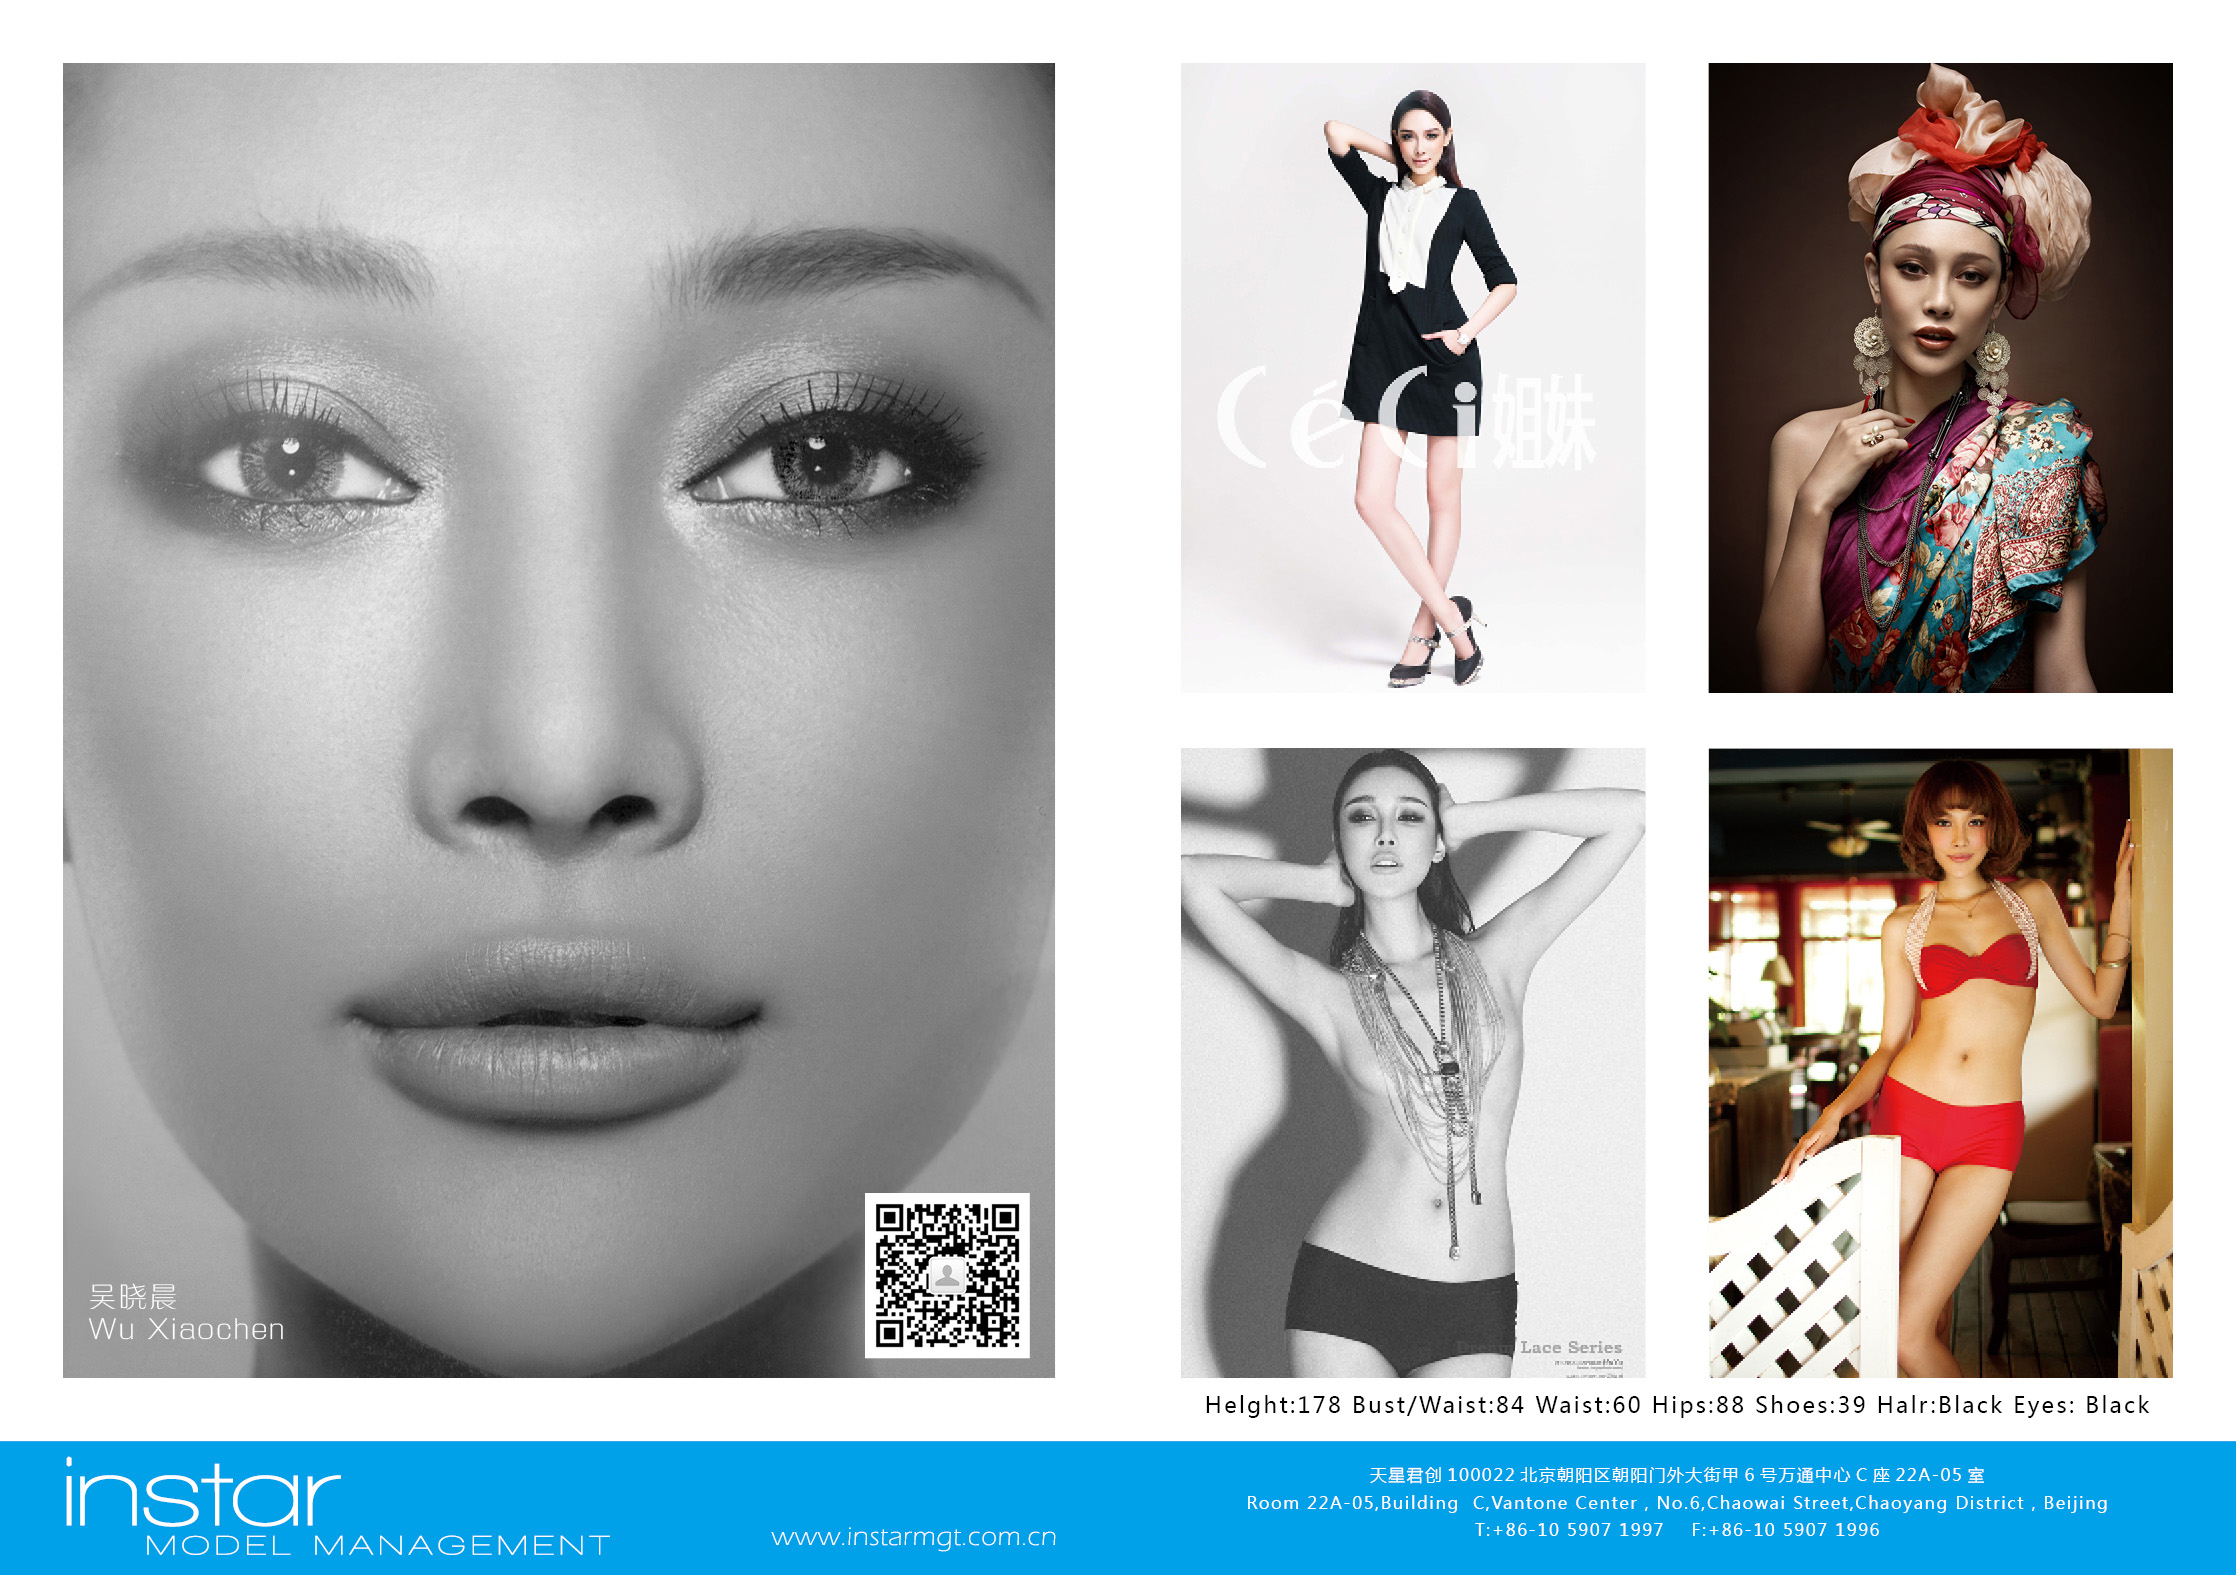 吴晓晨
Wu Xiaochen
CéCi姐妹
Lace Series
Helght:178 Bust/Waist:84 Waist:60 Hips:88 Shoes:39 Halr:Black Eyes: Black
instar
MODEL MANAGEMENT
www.instarmgt.com.cn
天星君创 100022 北京朝阳区朝阳门外大街甲 6 号万通中心 C 座 22A-05 室
Room 22A-05,Building  C,Vantone Center , No.6,Chaowai Street,Chaoyang District , Beijing
T:+86-10 5907 1997    F:+86-10 5907 1996